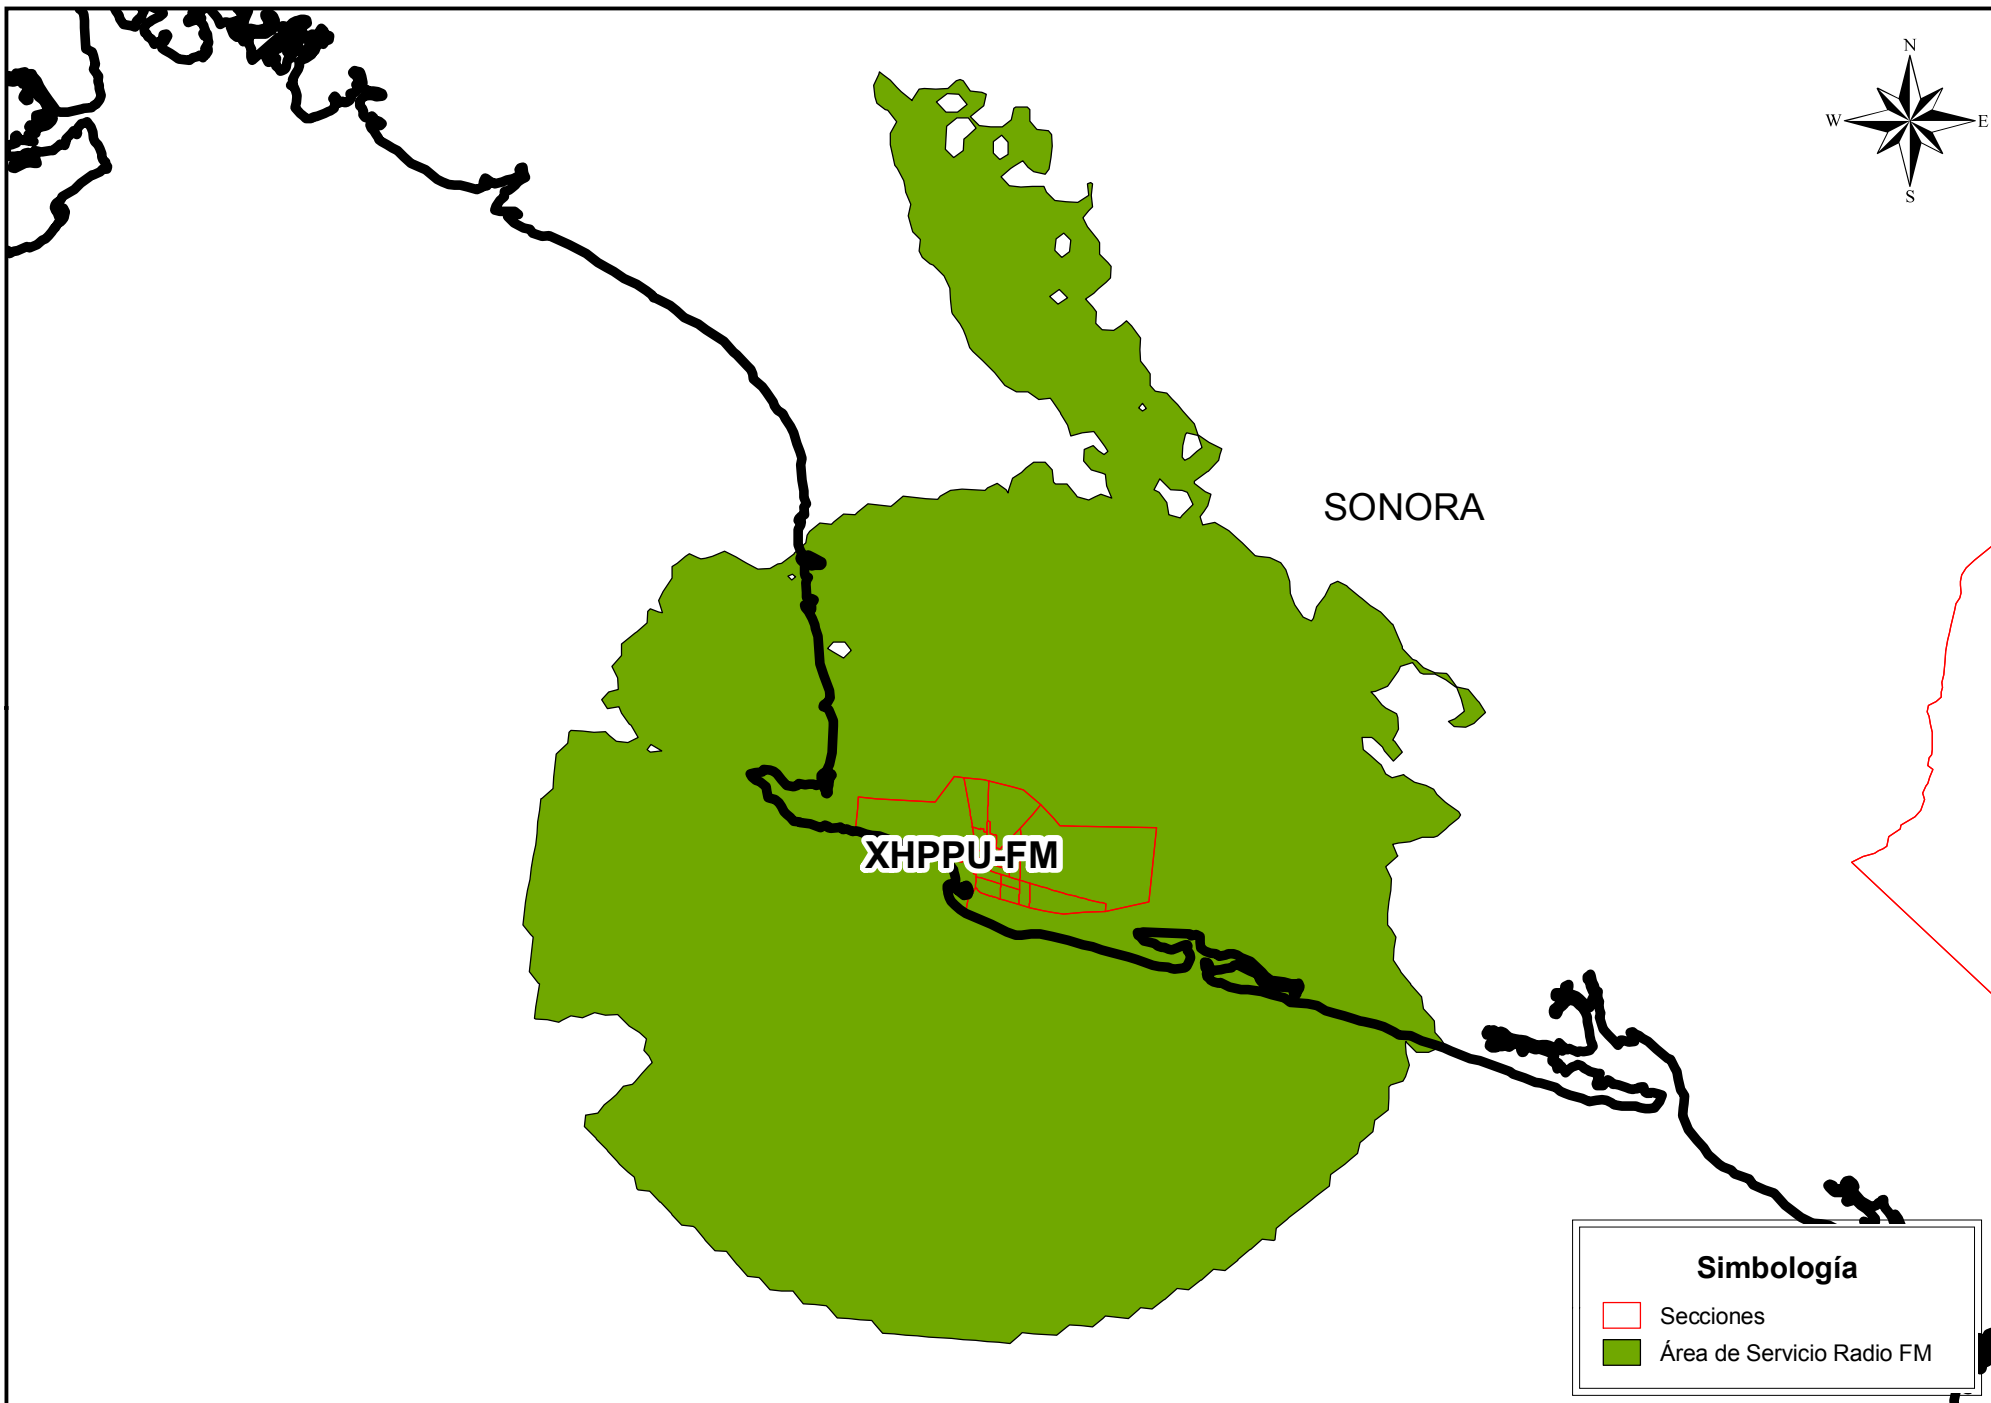 N
W
E
S
SONORA
XHPPU-FM
Simbología
Secciones
Área de Servicio Radio FM